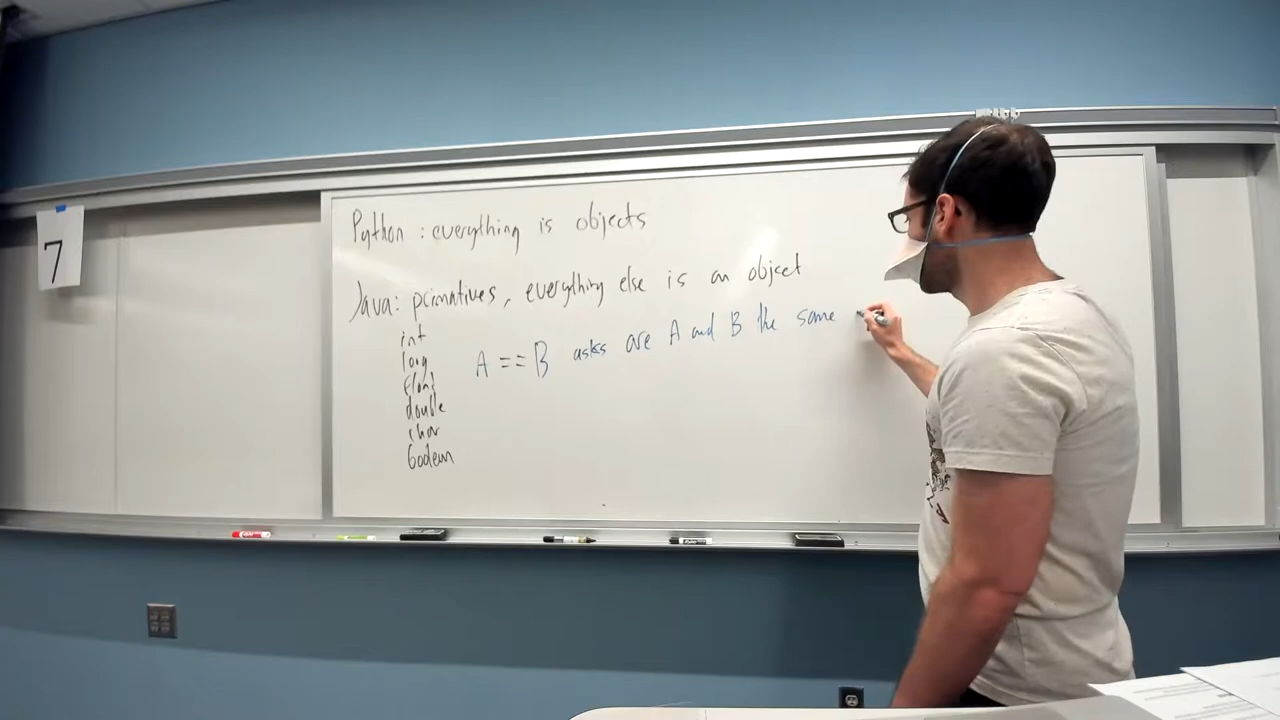 7
Python : everything is objects
Java: primatives, everything else is an object
int
long
float
double
char
boolean
A == B asks are A and B the same